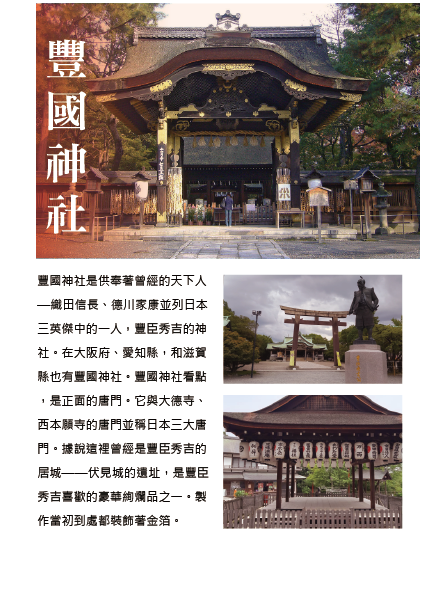 豐國神社
豐國神社是供奉著曾經的天下人
—織田信長、德川家康並列日本
三英傑中的一人，豐臣秀吉的神
社。在大阪府、愛知縣，和滋賀
縣也有豐國神社。豐國神社看點
，是正面的唐門。它與大德寺、
西本願寺的唐門並稱日本三大唐
門。據說這裡曾經是豐臣秀吉的
居城——伏見城的遺址，是豐臣
秀吉喜歡的豪華絢爛品之一。製
作當初到處都裝飾著金箔。